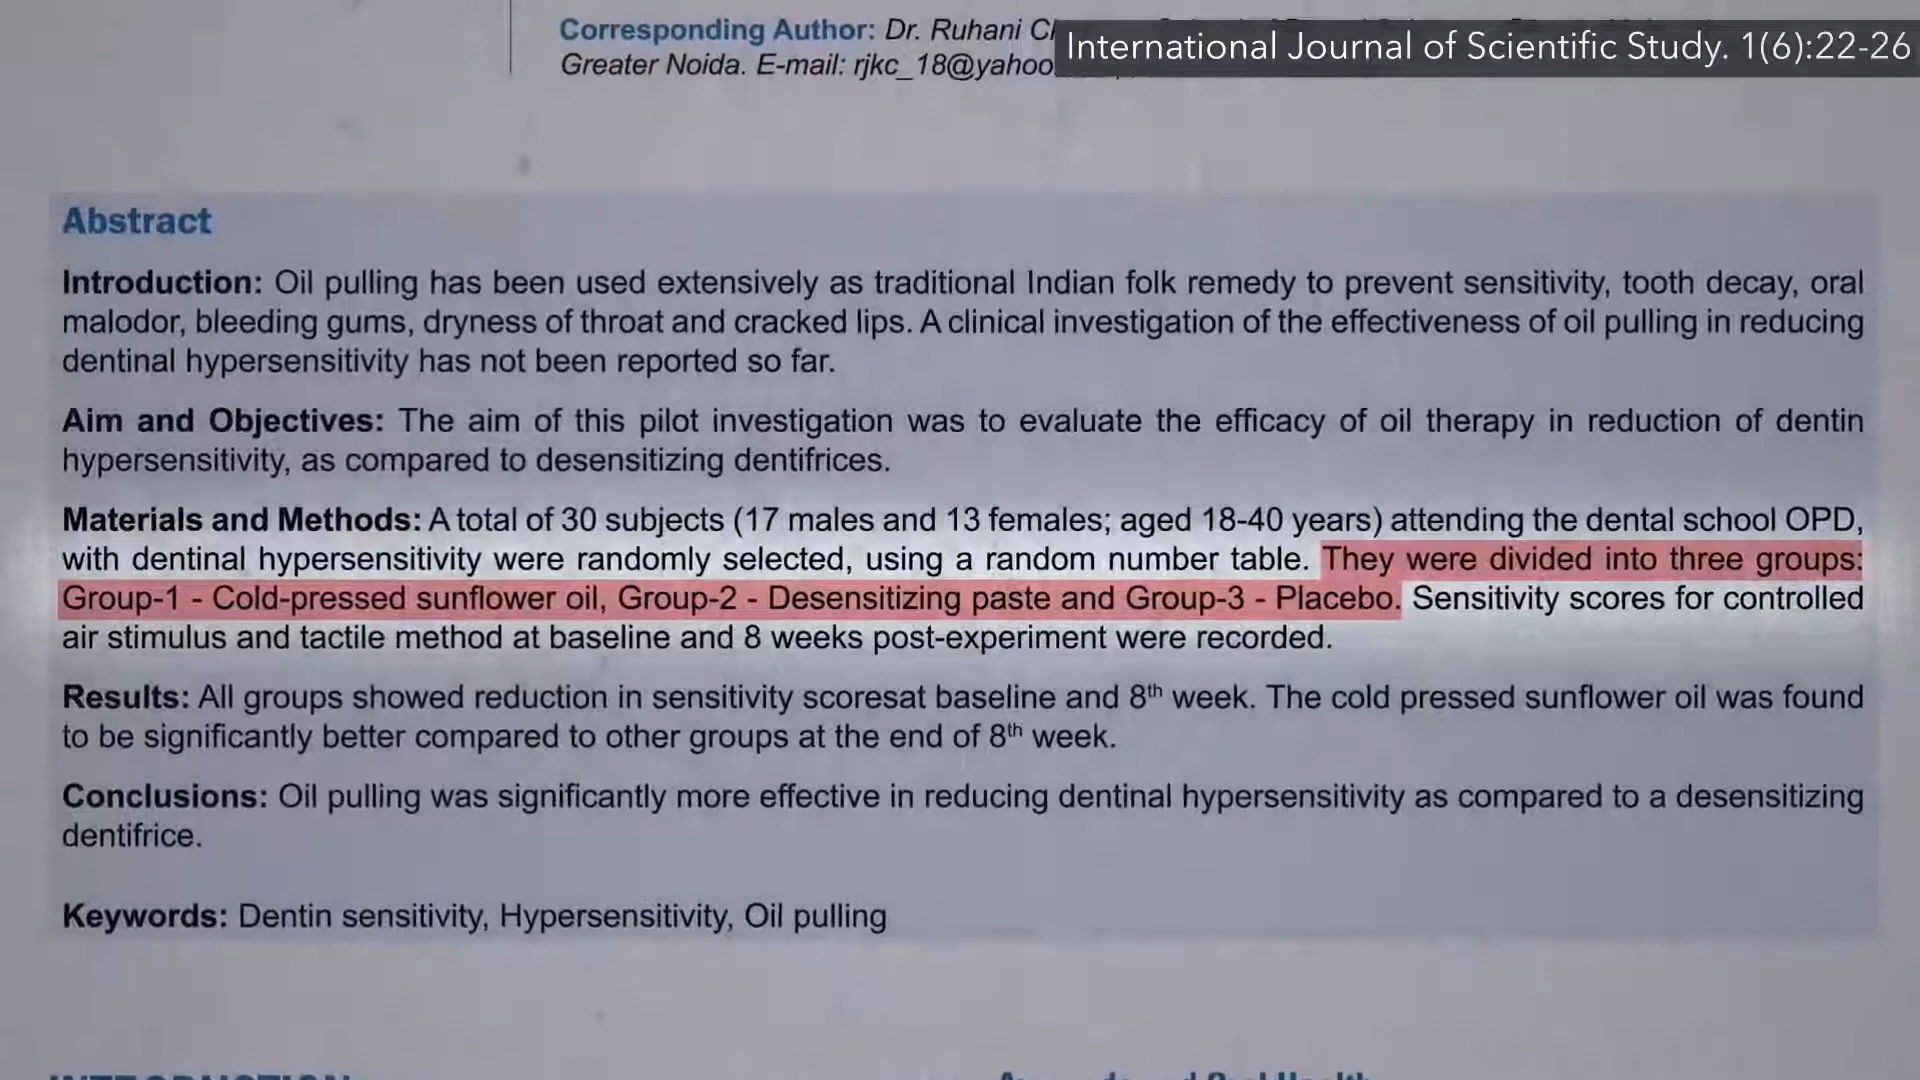 Corresponding Author: Dr. Ruhani
International Journal of Scientific Study. 1(6):22-26
Greater Noida. E-mail: rjkc_18@yahoo
Abstract
Introduction: Oil pulling has been used extensively as traditional Indian folk remedy to prevent sensitivity, tooth decay, oral
malodor, bleeding gums, dryness of throat and cracked lips. A clinical investigation of the effectiveness of oil pulling in reducing
dentinal hypersensitivity has not been reported so far.
Aim and Objectives: The aim of this pilot investigation was to evaluate the efficacy of oil therapy in reduction of dentin
hypersensitivity, as compared to desensitizing dentifrices.
Materials and Methods: A total of 30 subjects (17 males and 13 females; aged 18-40 years) attending the dental school OPD,
with dentinal hypersensitivity were randomly selected, using a random number table. They were divided into three groups:
Group-1 - Cold-pressed sunflower oil, Group-2 - Desensitizing paste and Group-3 - Placebo. Sensitivity scores for controlled
air stimulus and tactile method at baseline and 8 weeks post-experiment were recorded.
Results: All groups showed reduction in sensitivity scoresat baseline and 8th week. The cold pressed sunflower oil was found
to be significantly better compared to other groups at the end of 8th week.
Conclusions: Oil pulling was significantly more effective in reducing dentinal hypersensitivity as compared to a desensitizing
dentifrice.
Keywords: Dentin sensitivity, Hypersensitivity, Oil pulling